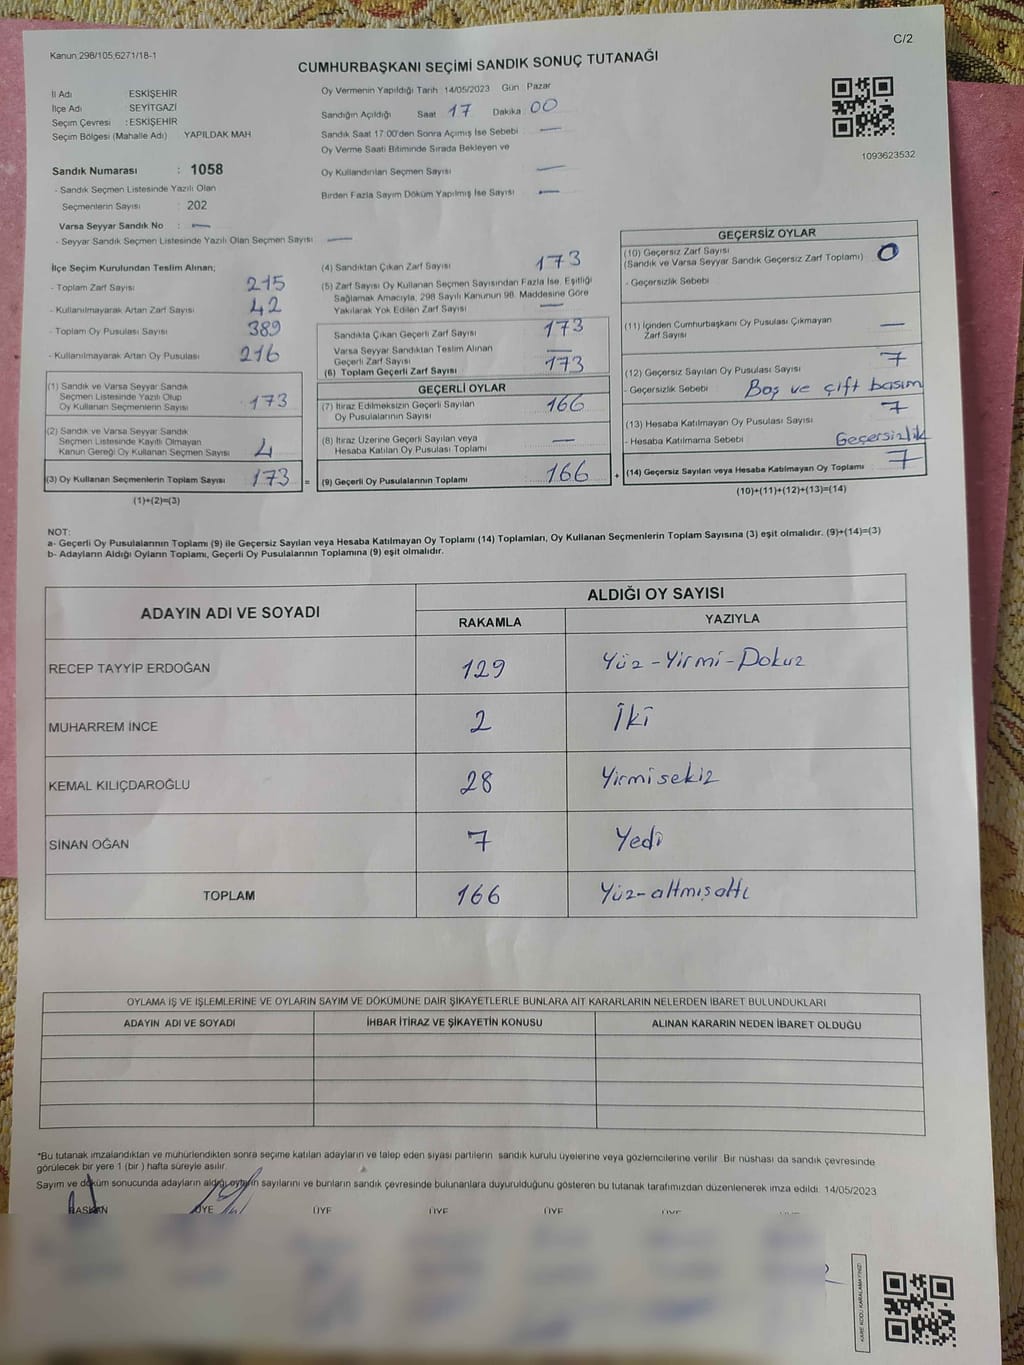 Kanun 298/105,6271/18-1
C/2
CUMHURBAŞKANI SEÇİMİ SANDIK SONUÇ TUTANAĞI
İl Adı ESKİŞEHİR
İlçe Adı SEYİTGAZİ
Seçim Çevresi : ESKİŞEHİR
Seçim Bölgesi (Mahalle Adı) YAPILDAK MAH
Sandık Numarası : 1058
- Sandık Seçmen Listesinde Yazılı Olan
Seçmenlerin Sayısı : 202
Varsa Seyyar Sandık No : —
- Seyyar Sandık Seçmen Listesinde Yazılı Olan Seçmen Sayısı —
Oy Vermenin Yapıldığı Tarih 14/05/2023 Gün Pazar
Sandığın Açıldığı Saat 17 Dakika 00
Sandık Saat 17:00'den Sonra Açımış İse Sebebi —
Oy Verme Saati Bitiminde Sırada Bekleyen ve
Oy Kullandırılan Seçmen Sayısı —
Birden Fazla Sayım Döküm Yapılmış İse Sayısı —
1093623532
İlçe Seçim Kurulundan Teslim Alınan;
- Toplam Zarf Sayısı 215
- Kullanılmayarak Artan Zarf Sayısı 42
- Toplam Oy Pusulası Sayısı 389
- Kullanılmayarak Artan Oy Pusulası 216
(1) Sandık ve Varsa Seyyar Sandık
Seçmen Listesinde Yazılı Olup
Oy Kullanan Seçmenlerin Sayısı 173
(2) Sandık ve Varsa Seyyar Sandık
Seçmen Listesinde Kayıtlı Olmayan
Kanun Gereği Oy Kullanan Seçmen Sayısı
(3) Oy Kullanan Seçmenlerin Toplam Sayısı 173 =
(1)+(2)=(3)
(4) Sandıktan Çıkan Zarf Sayısı 173
(5) Zarf Sayısı Oy Kullanan Seçmen Sayısından Fazla İse, Eşitliği
Sağlamak Amacıyla, 298 Sayılı Kanunun 98. Maddesine Göre
Yakılarak Yok Edilen Zarf Sayısı —
Sandıkta Çıkan Geçerli Zarf Sayısı 173
Varsa Seyyar Sandıktan Teslim Alınan
Geçerli Zarf Sayısı —
(6) Toplam Geçerli Zarf Sayısı 173
GEÇERLİ OYLAR
(7) İtiraz Edilmeksizin Geçerli Sayılan
Oy Pusulalarının Sayısı 166
(8) İtiraz Üzerine Geçerli Sayılan veya
Hesaba Katılan Oy Pusulası Toplamı —
(9) Geçerli Oy Pusulalarının Toplamı 166 +
GEÇERSİZ OYLAR
(10) Geçersiz Zarf Sayısı
(Sandık ve Varsa Seyyar Sandık Geçersiz Zarf Toplamı) 0
- Geçersizlik Sebebi
(11) İçinden Cumhurbaşkanı Oy Pusulası Çıkmayan
Zarf Sayısı —
(12) Geçersiz Sayılan Oy Pusulası Sayısı 7
- Geçersizlik Sebebi Boş ve çift basım
(13) Hesaba Katılmayan Oy Pusulası Sayısı 7
- Hesaba Katılmama Sebebi Geçersizlik
(14) Geçersiz Sayılan veya Hesaba Katılmayan Oy Toplamı 7
(10)+(11)+(12)+(13)=(14)
NOT:
a- Geçerli Oy Pusulalarının Toplamı (9) ile Geçersiz Sayılan veya Hesaba Katılmayan Oy Toplamı (14) Toplamları, Oy Kullanan Seçmenlerin Toplam Sayısına (3) eşit olmalıdır. (9)+(14)=(3)
b- Adayların Aldığı Oyların Toplamı, Geçerli Oy Pusulalarının Toplamına (9) eşit olmalıdır.
ADAYIN ADI VE SOYADI
ALDIĞI OY SAYISI
RAKAMLA YAZIYLA
RECEP TAYYİP ERDOĞAN 129 Yüz-Yirmi-Dokuz
MUHARREM İNCE 2 İki
KEMAL KILIÇDAROĞLU 28 Yirmisekiz
SİNAN OĞAN 7 Yedi
TOPLAM 166 Yüz-altmışaltı
OYLAMA İŞ VE İŞLEMLERİNE VE OYLARIN SAYIM VE DÖKÜMÜNE DAİR ŞİKAYETLERLE BUNLARA AİT KARARLARIN NELERDEN İBARET BULUNDUKLARI
ADAYIN ADI VE SOYADI İHBAR İTİRAZ VE ŞİKAYETİN KONUSU ALINAN KARARIN NEDEN İBARET OLDUĞU
*Bu tutanak imzalandıktan ve mühürlendikten sonra seçime katılan adayların ve talep eden siyasi partilerin sandık kurulu üyelerine veya gözlemcilerine verilir. Bir nüshası da sandık çevresinde
görülecek bir yere 1 (bir ) hafta süreyle asılır.
Sayım ve döküm sonucunda adayların aldığı oyların sayılarını ve bunların sandık çevresinde bulunanlara duyurulduğunu gösteren bu tutanak tarafımızdan düzenlenerek imza edildi. 14/05/2023
BAŞKAN ÜYE ÜYE ÜYE ÜYE ÜYE ÜYE
KARE KODU KARALAMAYINIZ!